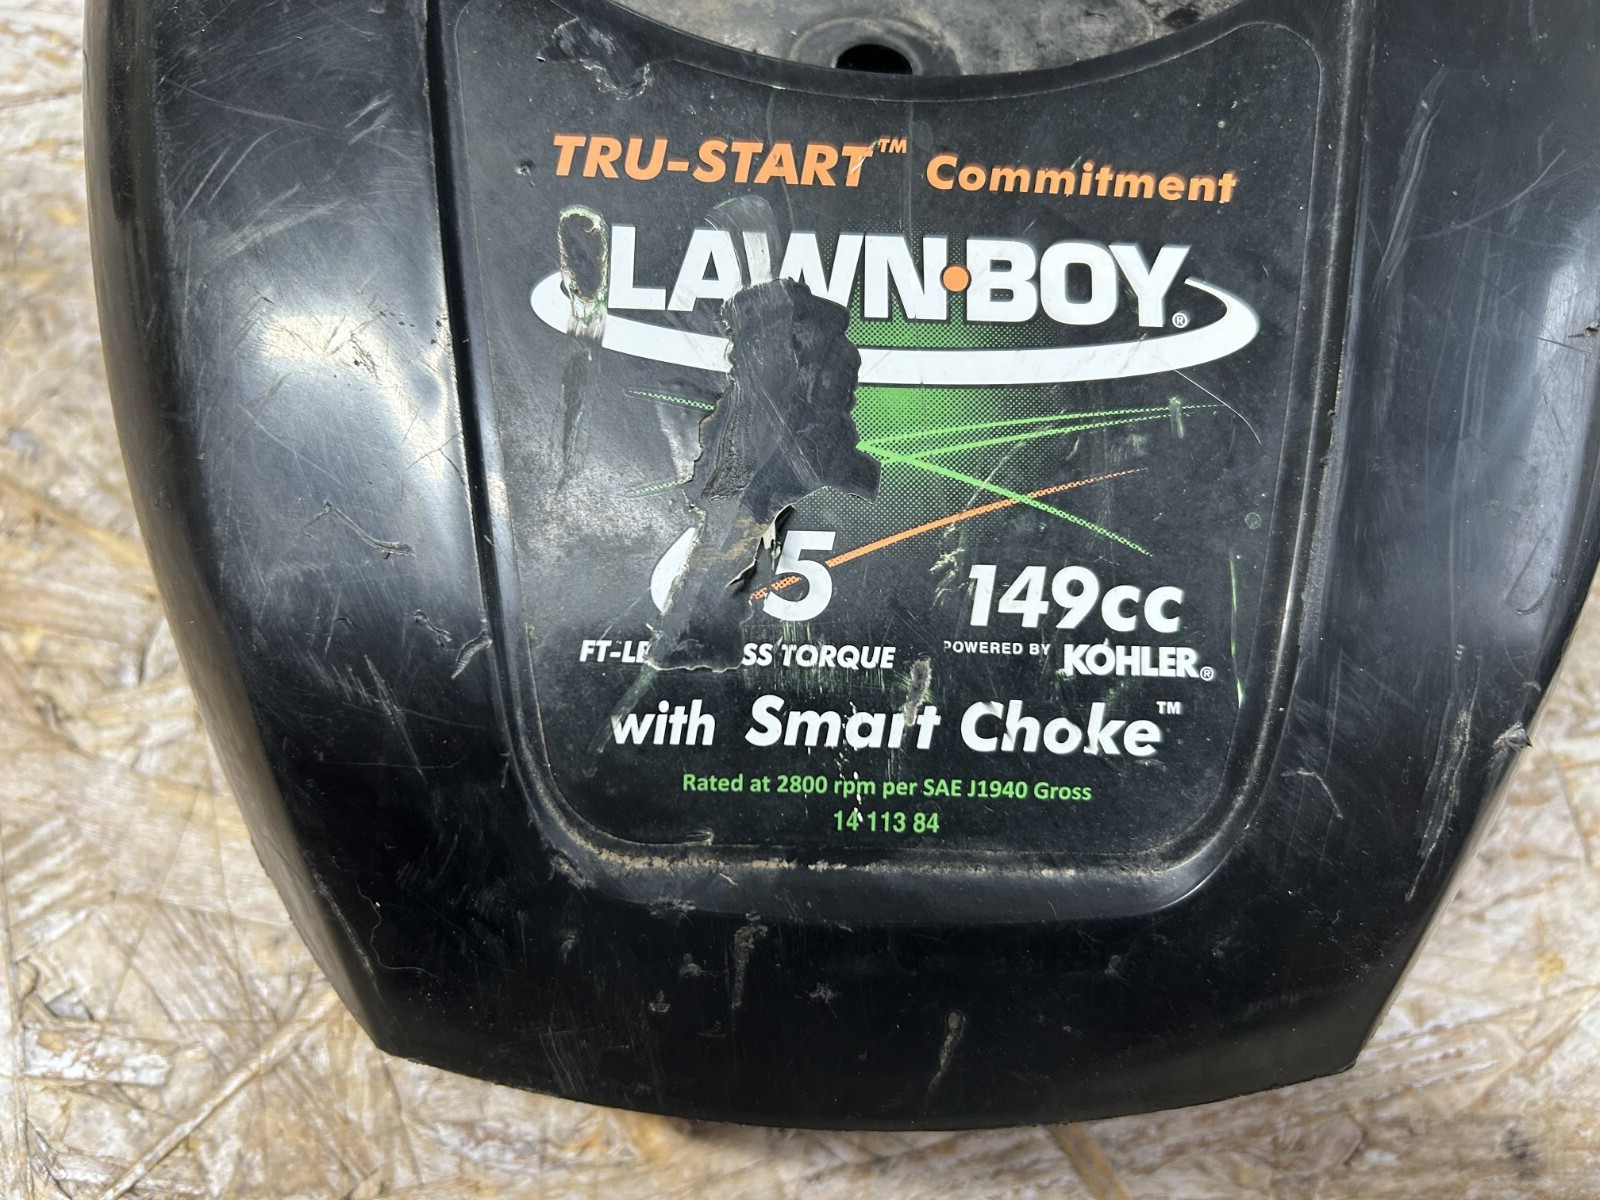 TRU-START™ Commitment
LAWN·BOY®
5
149cc
FT-L SS TORQUE
POWERED BY KOHLER®
with Smart Choke™
Rated at 2800 rpm per SAE J1940 Gross
14 113 84